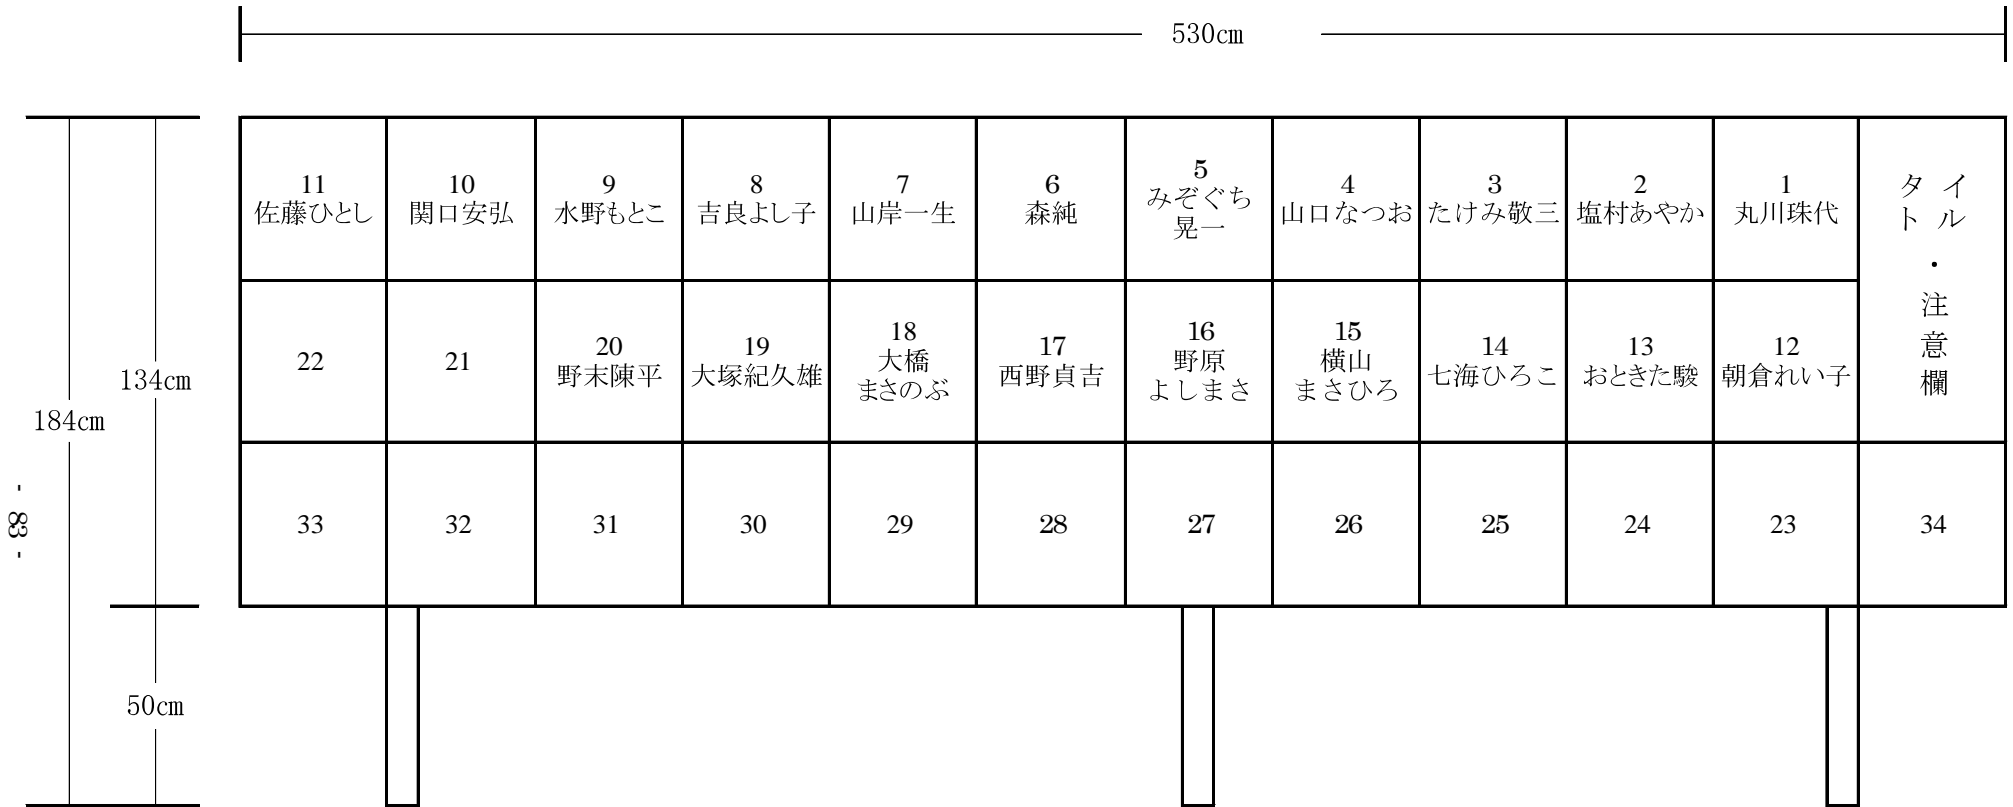 530cm
11
佐藤ひとし
10
関口安弘
9
水野もとこ
8
吉良よし子
7
山岸一生
6
森純
5
みぞぐち
晃一
4
山口なつお
3
たけみ敬三
2
塩村あやか
1
丸川珠代
タイ
トル
・
注
意
欄
22
21
20
野末陳平
19
大塚紀久雄
18
大橋
まさのぶ
17
西野貞吉
16
野原
よしまさ
15
横山
まさひろ
14
七海ひろこ
13
おときた駿
12
朝倉れい子
134cm
184cm
33
32
31
30
29
28
27
26
25
24
23
34
50cm
- 83 -